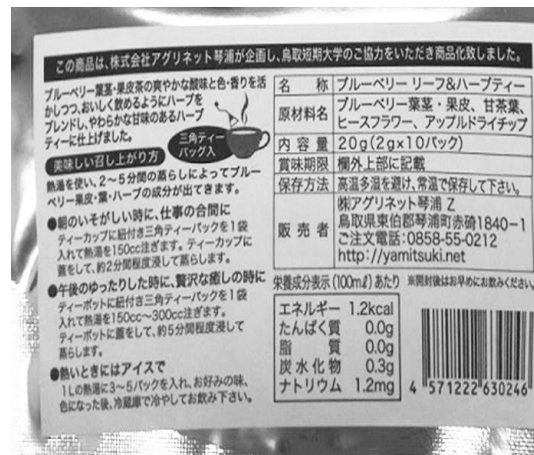 この商品は、株式会社アグリネット琴浦が企画し、鳥取短期大学のご協力をいただき商品化致しました。
ブルーベリー葉茎・果皮茶の爽やかな酸味と色・香りを活
かしつつ、おいしく飲めるようにハーブを
ブレンドし、やわらかな甘味のあるハーブ
ティーに仕上げました。
三角ティー
バッグ入
美味しい召し上がり方
熱湯を使い、2〜5分間の蒸らしによってブルー
ベリー果皮・葉・ハーブの成分が出てきます。
●朝のいそがしい時に、仕事の合間に
ティーカップに紐付き三角ティーパックを1袋
入れて熱湯を150cc注ぎます。ティーカップに
蓋をして、約2分間程度浸して蒸らします。
●午後のゆったりした時に、贅沢な癒しの時に
ティーポットに紐付き三角ティーパックを1袋
入れて熱湯を150cc〜300cc注ぎます。
ティーポットに蓋をして、約5分間程度浸して
蒸らします。
●熱いときにはアイスで
1Lの熱湯に3〜5パックを入れ、お好みの味、
色になった後、冷蔵庫で冷やしてお飲み下さい。
名 称 ブルーベリー リーフ&ハーブティー
原材料名 ブルーベリー葉茎・果皮、甘茶葉、
ヒースフラワー、アップルドライチップ
内 容 量 20g(2g×10パック)
賞味期限 欄外上部に記載
保存方法 高温多湿を避け、常温で保存して下さい。
販 売 者 ㈱アグリネット琴浦 Z
鳥取県東伯郡琴浦町赤碕1840-1
ご注文電話:0858-55-0212
http://yamitsuki.net
栄養成分表示(100mℓ)あたり ※開封後はお早めにお飲みください。
エネルギー 1.2kcal
たんぱく質 0.0g
脂 質 0.0g
炭水化物 0.3g
ナトリウム 1.2mg
4 571222 630246